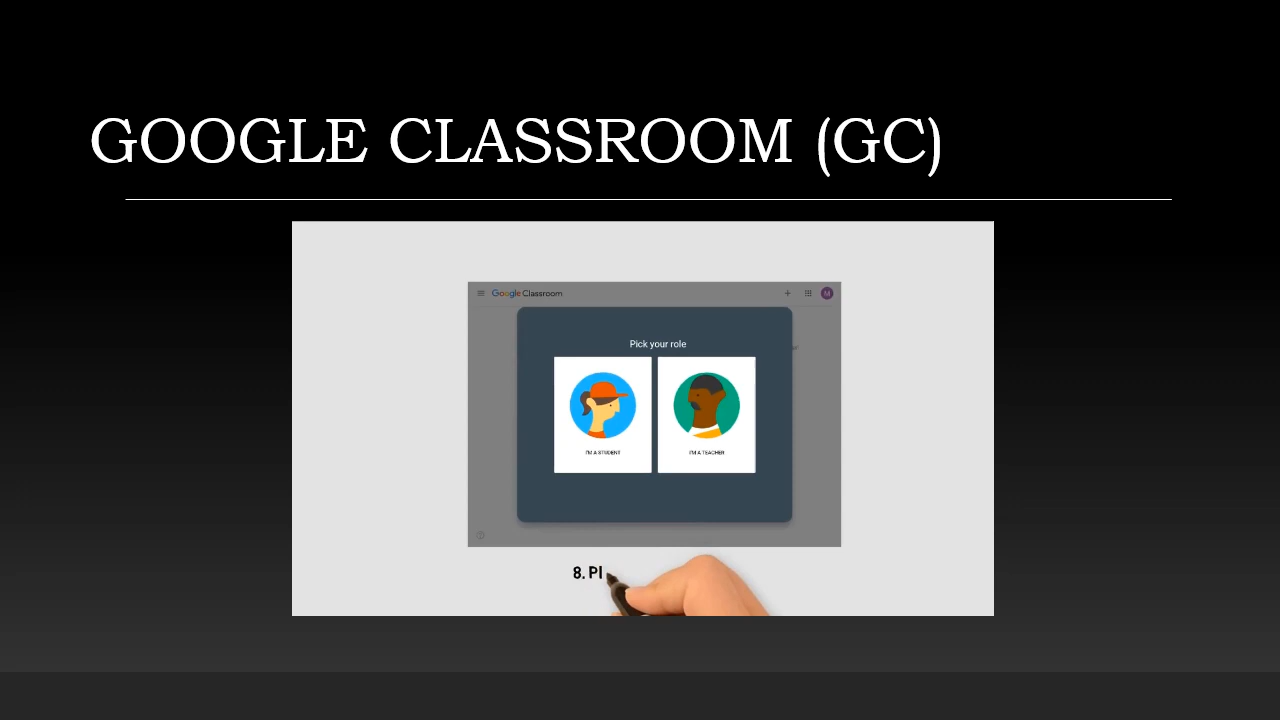 GOOGLE CLASSROOM (GC)
Google Classroom
M
Pick your role
I'M A STUDENT
I'M A TEACHER
8. Pl